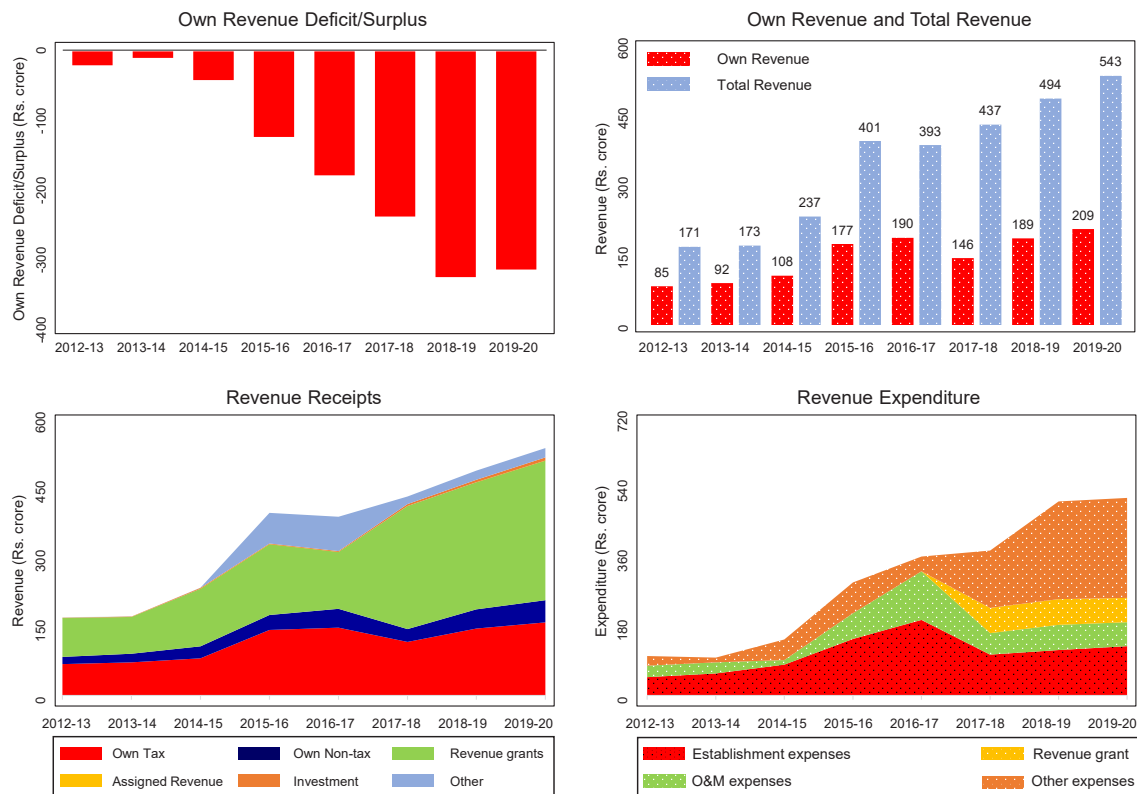 Own Revenue Deficit/Surplus
Own Revenue Deficit/Surplus (Rs. crore)
0
-100
-200
-300
-400
2012-13 2013-14 2014-15 2015-16 2016-17 2017-18 2018-19 2019-20
Own Revenue and Total Revenue
Revenue (Rs. crore)
600
450
300
150
0
Own Revenue
Total Revenue
85 171 92 173 108 237 177 401 190 393 146 437 189 494 209 543
2012-13 2013-14 2014-15 2015-16 2016-17 2017-18 2018-19 2019-20
Revenue Receipts
Revenue (Rs. crore)
600
450
300
150
0
2012-13 2013-14 2014-15 2015-16 2016-17 2017-18 2018-19 2019-20
Own Tax Own Non-tax Revenue grants
Assigned Revenue Investment Other
Revenue Expenditure
Expenditure (Rs. crore)
720
540
360
180
0
2012-13 2013-14 2014-15 2015-16 2016-17 2017-18 2018-19 2019-20
Establishment expenses Revenue grant
O&M expenses Other expenses